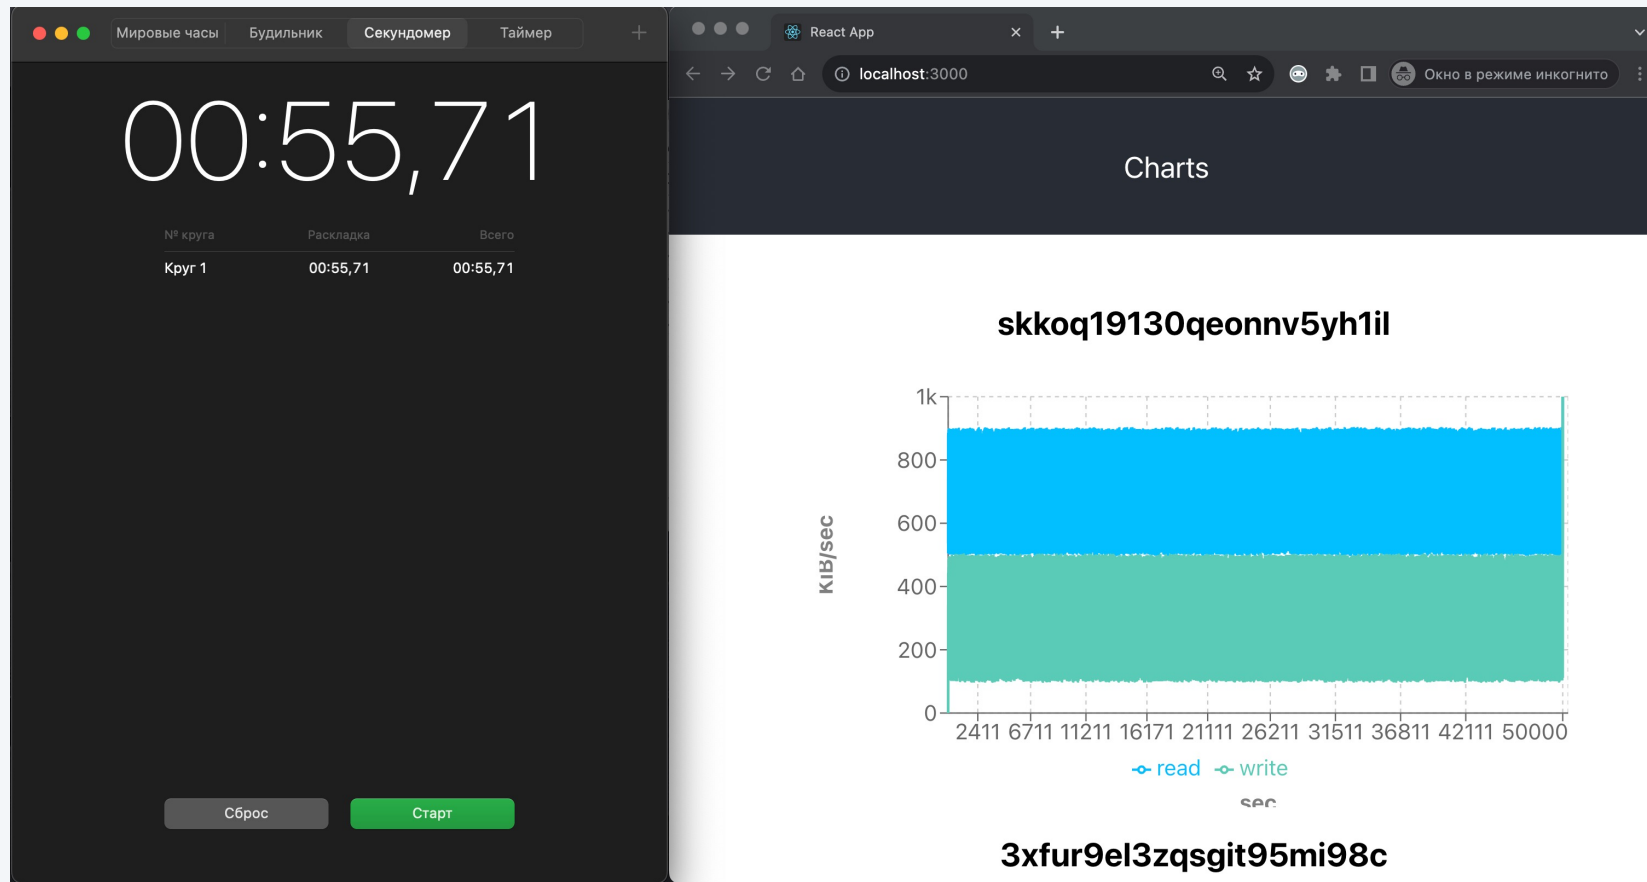 Мировые часы Будильник Секундомер Таймер
00:55,71
№ круга Раскладка Всего
Круг 1 00:55,71 00:55,71
Сброс Старт
React App
localhost:3000 Окно в режиме инкогнито
Charts
skkoq19130qeonnv5yh1il
1k
800
600
400
200
0
KiB/sec
2411 6711 11211 16171 21111 26211 31511 36811 42111 50000
read write
sec
3xfur9el3zqsgit95mi98c